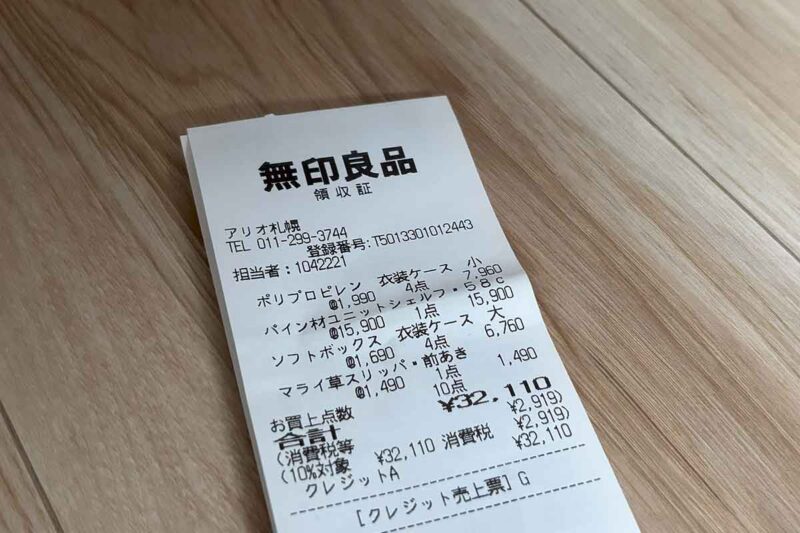 無印良品
領収証
アリオ札幌
TEL 011-299-3744
登録番号:T5013301012443
担当者:1042221
ポリプロピレン 衣装ケース 小
@1,990 4点 7,960
パイン材ユニットシェルフ・58c
@15,900 1点 15,900
ソフトボックス 衣装ケース 大
@1,690 4点 6,760
マライ草スリッパ・前あき
@1,490 1点 1,490
お買上点数 10点
合計 ¥32,110
(消費税等 ¥2,919)
(10%対象 ¥32,110 消費税 ¥2,919)
クレジットA ¥32,110
[クレジット売上票]G